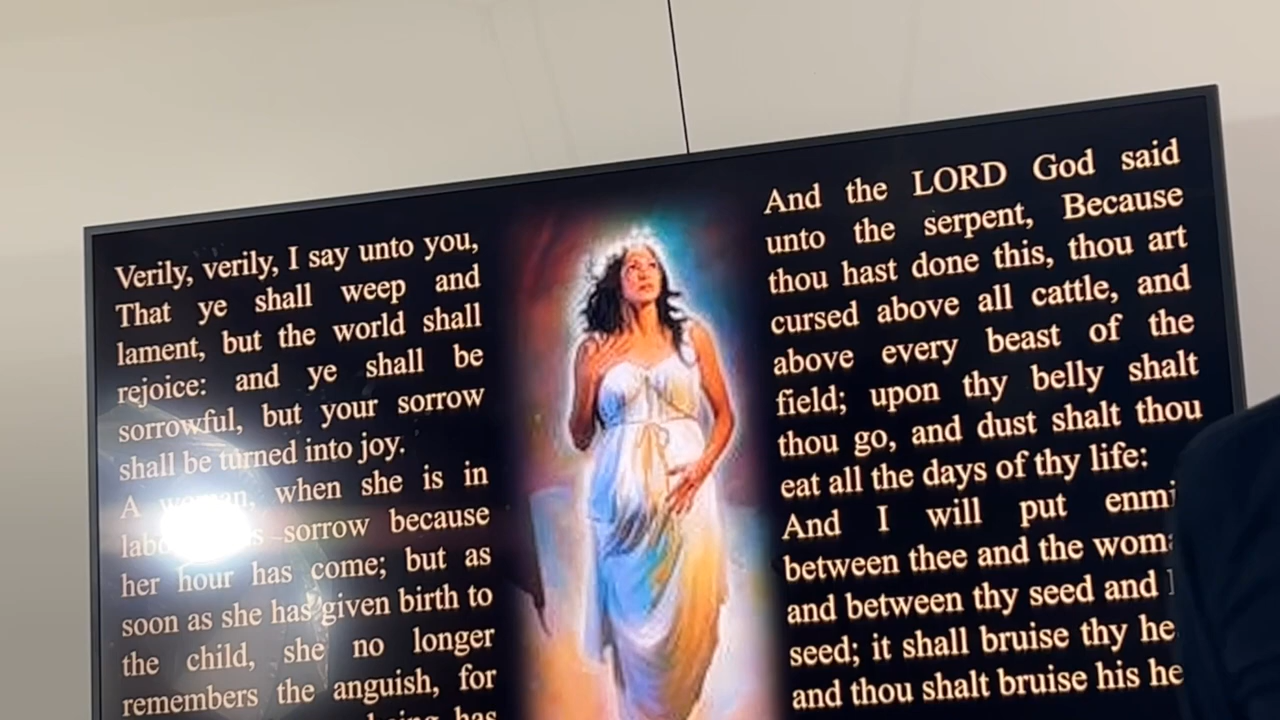 Verily, verily, I say unto you,
That ye shall weep and
lament, but the world shall
rejoice: and ye shall be
sorrowful, but your sorrow
shall be turned into joy.
A woman, when she is in
sorrow because
her hour has come; but as
soon as she has given birth to
the child, she no longer
remembers the anguish, for
has
And the LORD God said
unto the serpent, Because
thou hast done this, thou art
cursed above all cattle, and
above every beast of the
field; upon thy belly shalt
thou go, and dust shalt thou
eat all the days of thy life:
And I will put enmi
between thee and the wom
and between thy seed and
seed; it shall bruise thy he
and thou shalt bruise his he